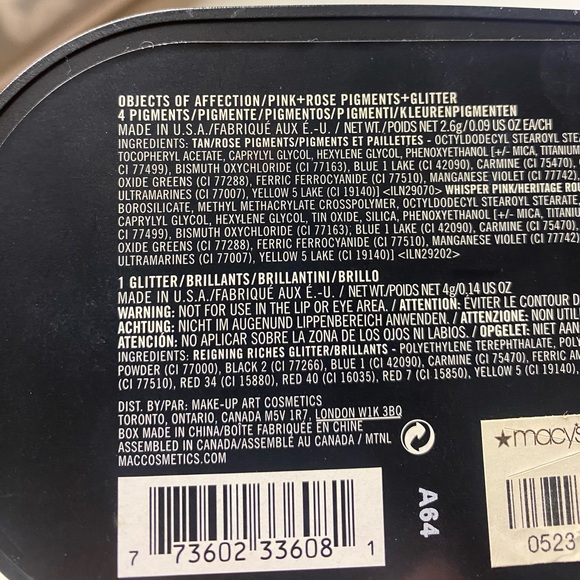 OBJECTS OF AFFECTION/PINK+ROSE PIGMENTS+GLITTER
4 PIGMENTS/PIGMENTE/PIGMENTOS/PIGMENTI/KLEURENPIGMENTEN
MADE IN U.S.A./FABRIQUÉ AUX É.-U. / NET WT./POIDS NET 2.6g/0.09 US OZ EA/CH
INGREDIENTS: TAN/ROSE PIGMENTS/PIGMENTS ET PAILLETTES - OCTYLDODECYL STEAROYL
TOCOPHERYL ACETATE, CAPRYLYL GLYCOL, HEXYLENE GLYCOL, PHENOXYETHANOL [+/- MICA, TITANIUM
CI 77499), BISMUTH OXYCHLORIDE (CI 77163), BLUE 1 LAKE (CI 42090), CARMINE (CI 75470),
OXIDE GREENS (CI 77288), FERRIC FERROCYANIDE (CI 77510), MANGANESE VIOLET (CI 77742),
ULTRAMARINES (CI 77007), YELLOW 5 LAKE (CI 19140)] <ILN29070> WHISPER PINK/HERITAGE RO
BOROSILICATE, METHYL METHACRYLATE CROSSPOLYMER, OCTYLDODECYL STEAROYL STEARATE,
CAPRYLYL GLYCOL, HEXYLENE GLYCOL, TIN OXIDE, SILICA, PHENOXYETHANOL [+/- MICA, TITANIU
CI 77499), BISMUTH OXYCHLORIDE (CI 77163), BLUE 1 LAKE (CI 42090), CARMINE (CI 75470),
OXIDE GREENS (CI 77288), FERRIC FERROCYANIDE (CI 77510), MANGANESE VIOLET (CI 77742)
ULTRAMARINES (CI 77007), YELLOW 5 LAKE (CI 19140)] <ILN29202>
1 GLITTER/BRILLANTS/BRILLANTINI/BRILLO
MADE IN U.S.A./FABRIQUÉ AUX É.-U. / NET WT./POIDS NET 4g/0.14 US OZ
WARNING: NOT FOR USE IN THE LIP OR EYE AREA. / ATTENTION: ÉVITER LE CONTOUR D
ACHTUNG: NICHT IM AUGENUND LIPPENBEREICH ANWENDEN. / ATTENZIONE: NON UTIL
ATENCIÓN: NO APLICAR SOBRE LA ZONA DE LOS OJOS NI LABIOS. / OPGELET: NIET AAN
INGREDIENTS: REIGNING RICHES GLITTER/BRILLANTS - POLYETHYLENE TEREPHTHALATE, POLY
POWDER (CI 77000), BLACK 2 (CI 77266), BLUE 1 (CI 42090), CARMINE (CI 75470), FERRIC AM
(CI 77510), RED 34 (CI 15880), RED 40 (CI 16035), RED 7 (CI 15850), YELLOW 5 (CI 19140),
DIST. BY/PAR: MAKE-UP ART COSMETICS
TORONTO, ONTARIO, CANADA M5V 1R7, LONDON W1K 3BQ
BOX MADE IN CHINA/BOÎTE FABRIQUÉE EN CHINE
ASSEMBLED IN CANADA/ASSEMBLÉ AU CANADA / MTNL
MACCOSMETICS.COM
A64
7 73602 33608 1
★macy's
0523